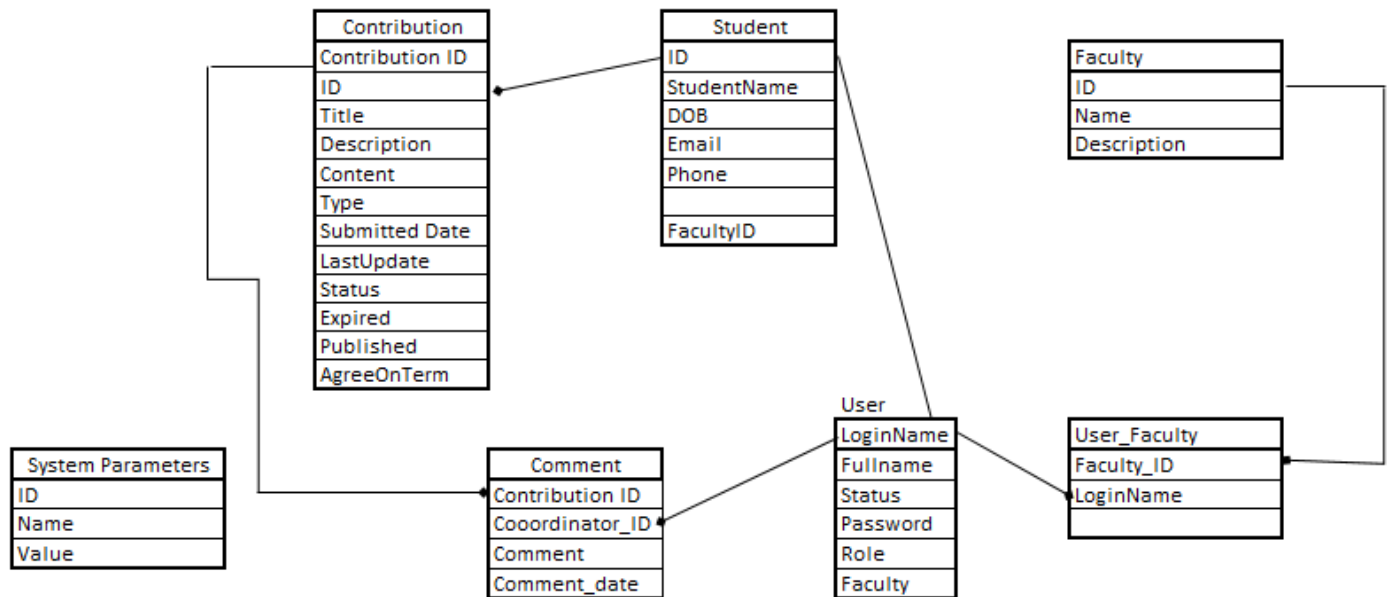 Contribution
Contribution ID
ID
Title
Description
Content
Type
Submitted Date
LastUpdate
Status
Expired
Published
AgreeOnTerm
Student
ID
StudentName
DOB
Email
Phone
FacultyID
Faculty
ID
Name
Description
System Parameters
ID
Name
Value
Comment
Contribution ID
Cooordinator_ID
Comment
Comment_date
User
LoginName
Fullname
Status
Password
Role
Faculty
User_Faculty
Faculty_ID
LoginName